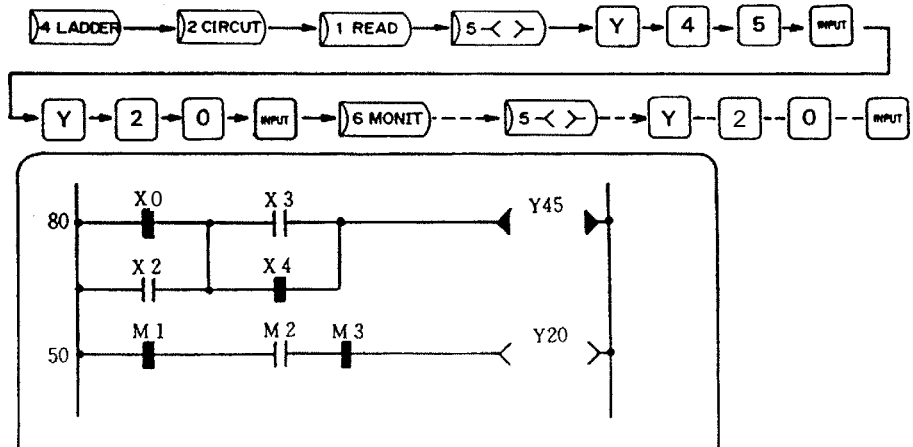 4 LADDER 2 CIRCUT 1 READ 5 -< >- Y 4 5 INPUT
Y 2 0 INPUT 6 MONIT 5 -< >- Y 2 0 INPUT
X0 X3 Y45
80
X2 X4
M1 M2 M3 Y20
50